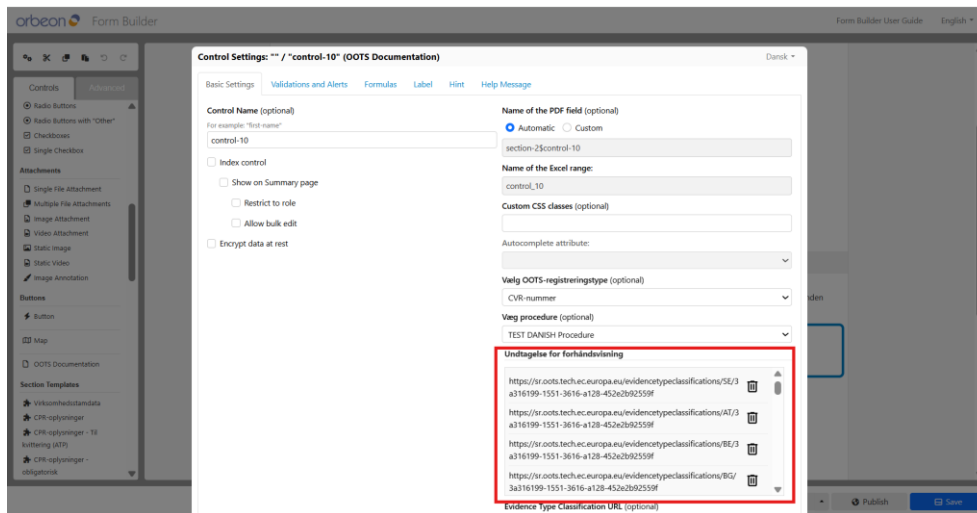 orbeon Form Builder
Form Builder User Guide
English
Controls
Advanced
Radio Buttons
Radio Buttons with "Other"
Checkboxes
Single Checkbox
Attachments
Single File Attachment
Multiple File Attachments
Image Attachment
Video Attachment
Static Image
Static Video
Image Annotation
Buttons
Button
Map
OOTS Documentation
Section Templates
Virksomhedsstamdata
CPR-oplysninger
CPR-oplysninger - Til
kvittering (ATP)
CPR-oplysninger -
obligatorisk
Control Settings: "" / "control-10" (OOTS Documentation)
Dansk
Basic Settings
Validations and Alerts
Formulas
Label
Hint
Help Message
Control Name (optional)
For example: "first-name"
control-10
Index control
Show on Summary page
Restrict to role
Allow bulk edit
Encrypt data at rest
Name of the PDF field (optional)
Automatic
Custom
section-2$control-10
Name of the Excel range:
control_10
Custom CSS classes (optional)
Autocomplete attribute:
Vælg OOTS-registreringstype (optional)
CVR-nummer
Væg procedure (optional)
TEST DANISH Procedure
Undtagelse for forhåndsvisning
https://sr.oots.tech.ec.europa.eu/evidencetypeclassifications/SE/3
a316199-1551-3616-a128-452e2b92559f
https://sr.oots.tech.ec.europa.eu/evidencetypeclassifications/AT/3
a316199-1551-3616-a128-452e2b92559f
https://sr.oots.tech.ec.europa.eu/evidencetypeclassifications/BE/3
a316199-1551-3616-a128-452e2b92559f
https://sr.oots.tech.ec.europa.eu/evidencetypeclassifications/BG/
3a316199-1551-3616-a128-452e2b92559f
Evidence Type Classification URL (optional)
Publish
Save